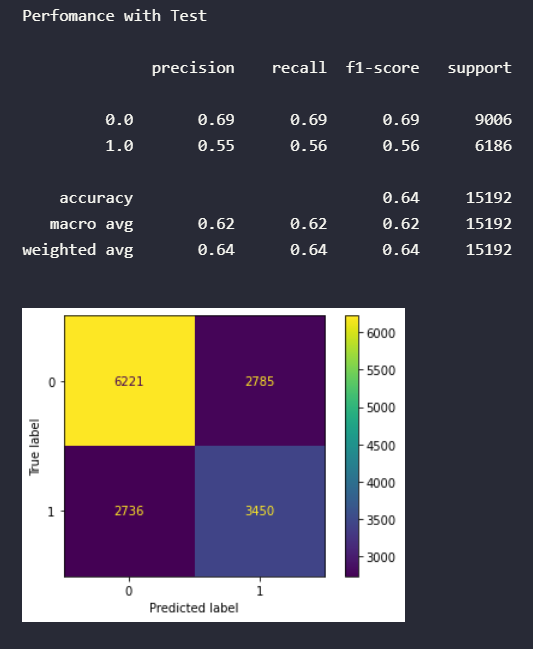 Perfomance with Test
precision recall f1-score support
0.0 0.69 0.69 0.69 9006
1.0 0.55 0.56 0.56 6186
accuracy 0.64 15192
macro avg 0.62 0.62 0.62 15192
weighted avg 0.64 0.64 0.64 15192
6000
5500
5000
4500
4000
3500
3000
True label
0
6221 2785
1
2736 3450
0 1
Predicted label